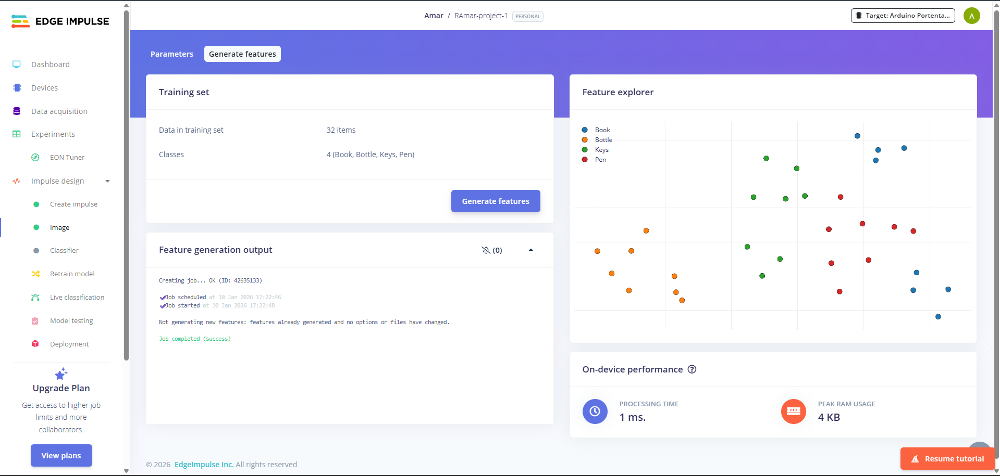 EDGE IMPULSE
Amar / RAmar-project-1 PERSONAL
Target: Arduino Portenta...
A
Dashboard
Devices
Data acquisition
Experiments
EON Tuner
Impulse design
Create impulse
Image
Classifier
Retrain model
Live classification
Model testing
Deployment
Upgrade Plan
Get access to higher job
limits and more
collaborators.
View plans
Parameters
Generate features
Training set
Data in training set 32 items
Classes 4 (Book, Bottle, Keys, Pen)
Generate features
Feature generation output (0)
Creating job... OK (ID: 42635133)
Job scheduled at 10 Jan 2026 17:22:46
Job started at 10 Jan 2026 17:22:48
Not generating new features: features already generated and no options or files have changed.
Job completed (success)
Feature explorer
Book
Bottle
Keys
Pen
On-device performance ?
PROCESSING TIME
1 ms.
PEAK RAM USAGE
4 KB
© 2026 EdgeImpulse Inc. All rights reserved
Resume tutorial